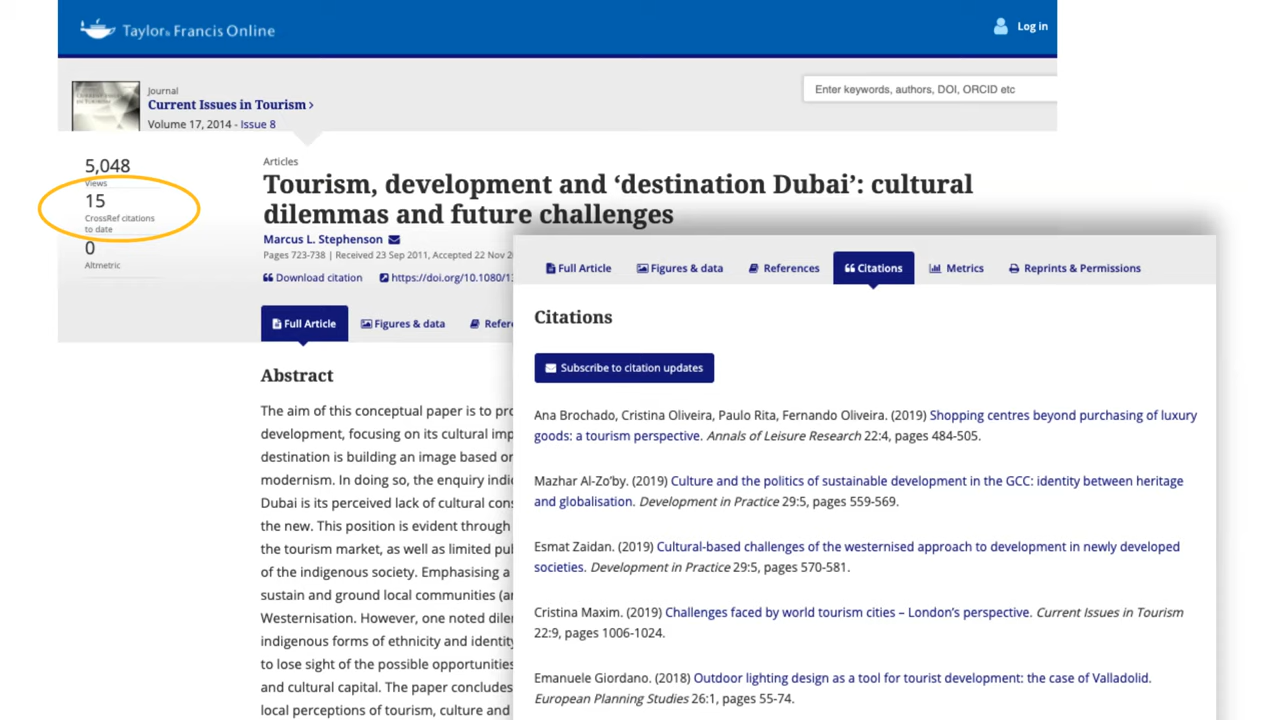 Taylor & Francis Online
Log in
Journal
Current Issues in Tourism >
Volume 17, 2014 - Issue 8
Enter keywords, authors, DOI, ORCID etc
5,048
Views
15
CrossRef citations
to date
0
Altmetric
Articles
Tourism, development and ‘destination Dubai’: cultural
dilemmas and future challenges
Marcus L. Stephenson
Pages 723-738 | Received 23 Sep 2011, Accepted 22 Nov 2
Download citation
https://doi.org/10.1080/1
Full Article
Figures & data
Refer
Abstract
The aim of this conceptual paper is to
development, focusing on its cultural
destination is building an image based
modernism. In doing so, the enquiry
Dubai is its perceived lack of cultural
the new. This position is evident through
the tourism market, as well as limited
of the indigenous society. Emphasising a
sustain and ground local communities
Westernisation. However, one noted
indigenous forms of ethnicity and identity
to lose sight of the possible opportunities
and cultural capital. The paper concludes
local perceptions of tourism, culture and
Full Article
Figures & data
References
Citations
Metrics
Reprints & Permissions
Citations
Subscribe to citation updates
Ana Brochado, Cristina Oliveira, Paulo Rita, Fernando Oliveira. (2019) Shopping centres beyond purchasing of luxury
goods: a tourism perspective. Annals of Leisure Research 22:4, pages 484-505.
Mazhar Al-Zo’by. (2019) Culture and the politics of sustainable development in the GCC: identity between heritage
and globalisation. Development in Practice 29:5, pages 559-569.
Esmat Zaidan. (2019) Cultural-based challenges of the westernised approach to development in newly developed
societies. Development in Practice 29:5, pages 570-581.
Cristina Maxim. (2019) Challenges faced by world tourism cities – London’s perspective. Current Issues in Tourism
22:9, pages 1006-1024.
Emanuele Giordano. (2018) Outdoor lighting design as a tool for tourist development: the case of Valladolid.
European Planning Studies 26:1, pages 55-74.